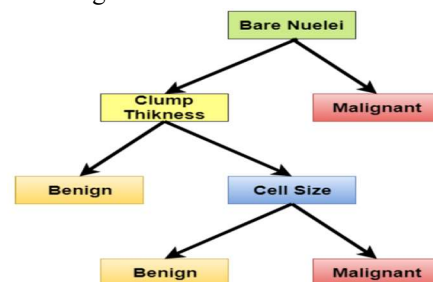 Bare Nuelei
Clump
Thikness
Malignant
Benign
Cell Size
Benign
Malignant